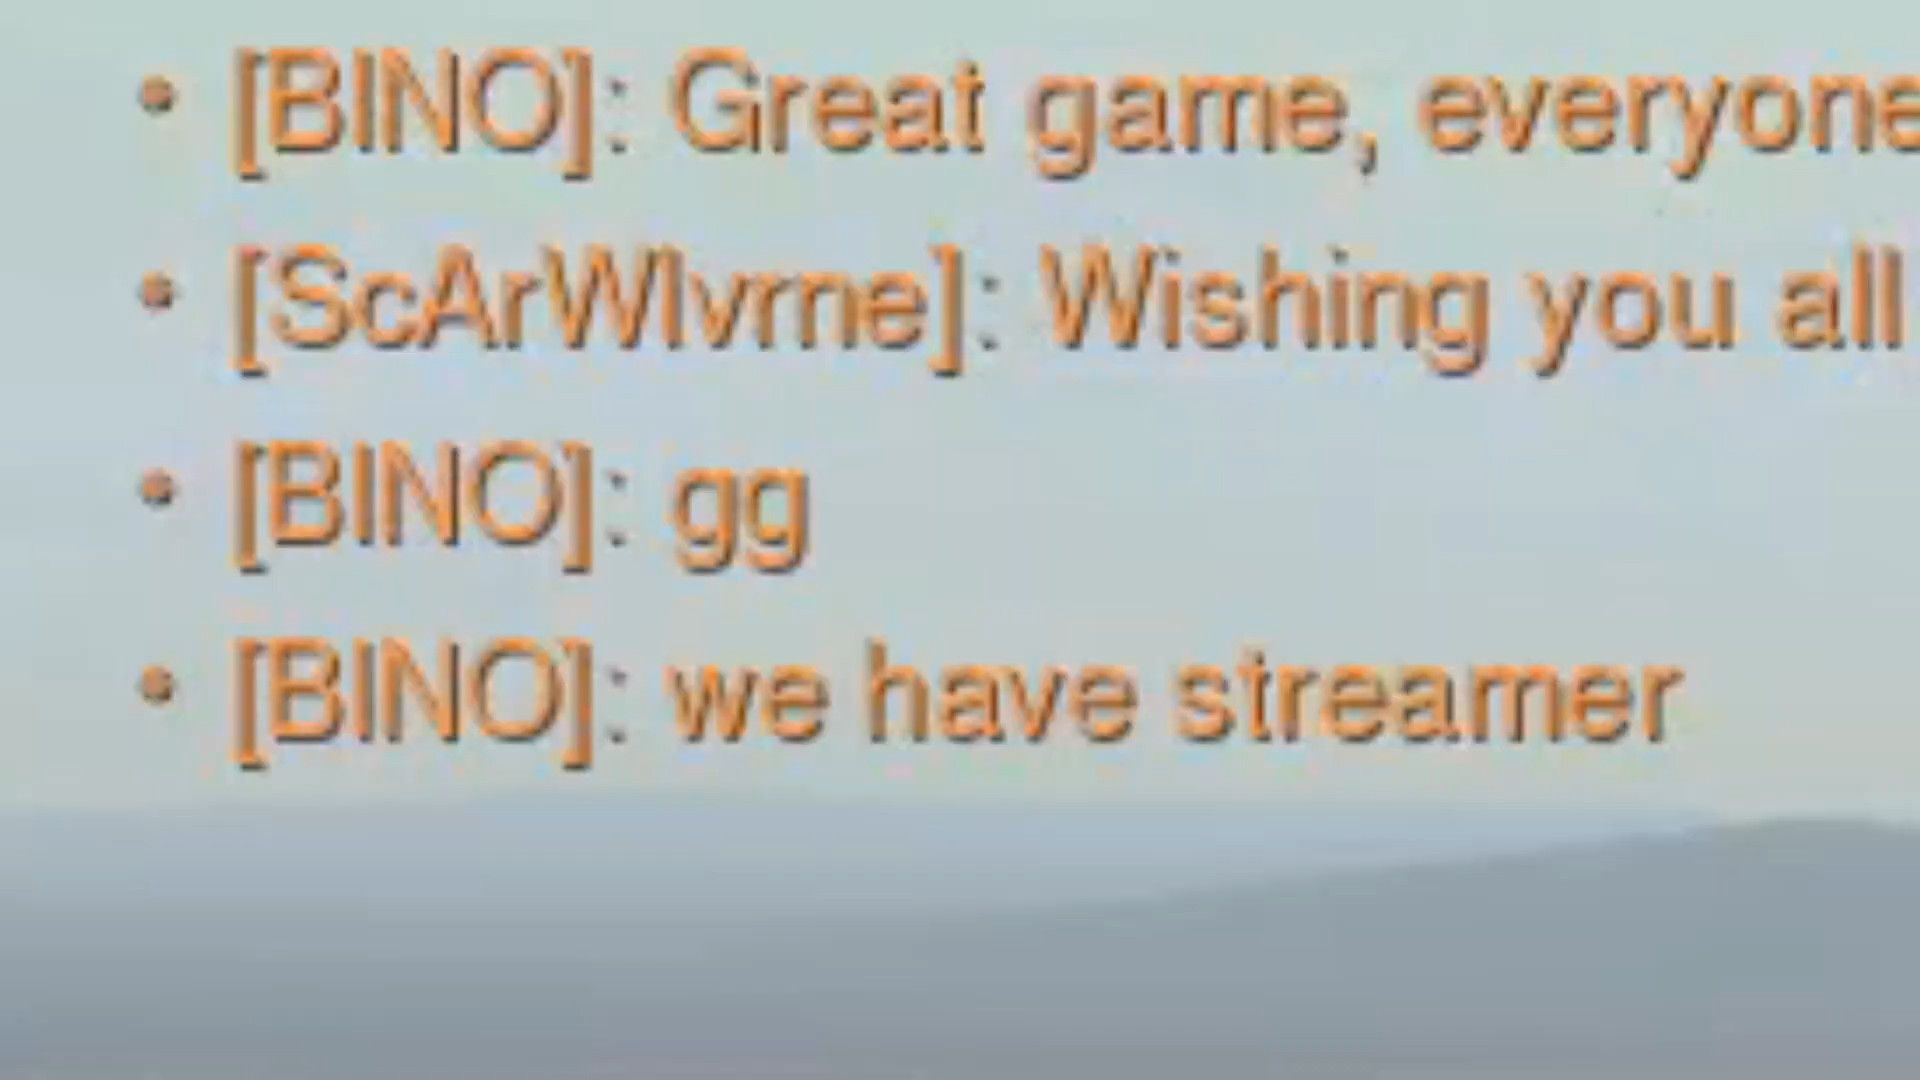 • [BINO]: Great game, everyone
• [ScArWlvrne]: Wishing you all
• [BINO]: gg
• [BINO]: we have streamer